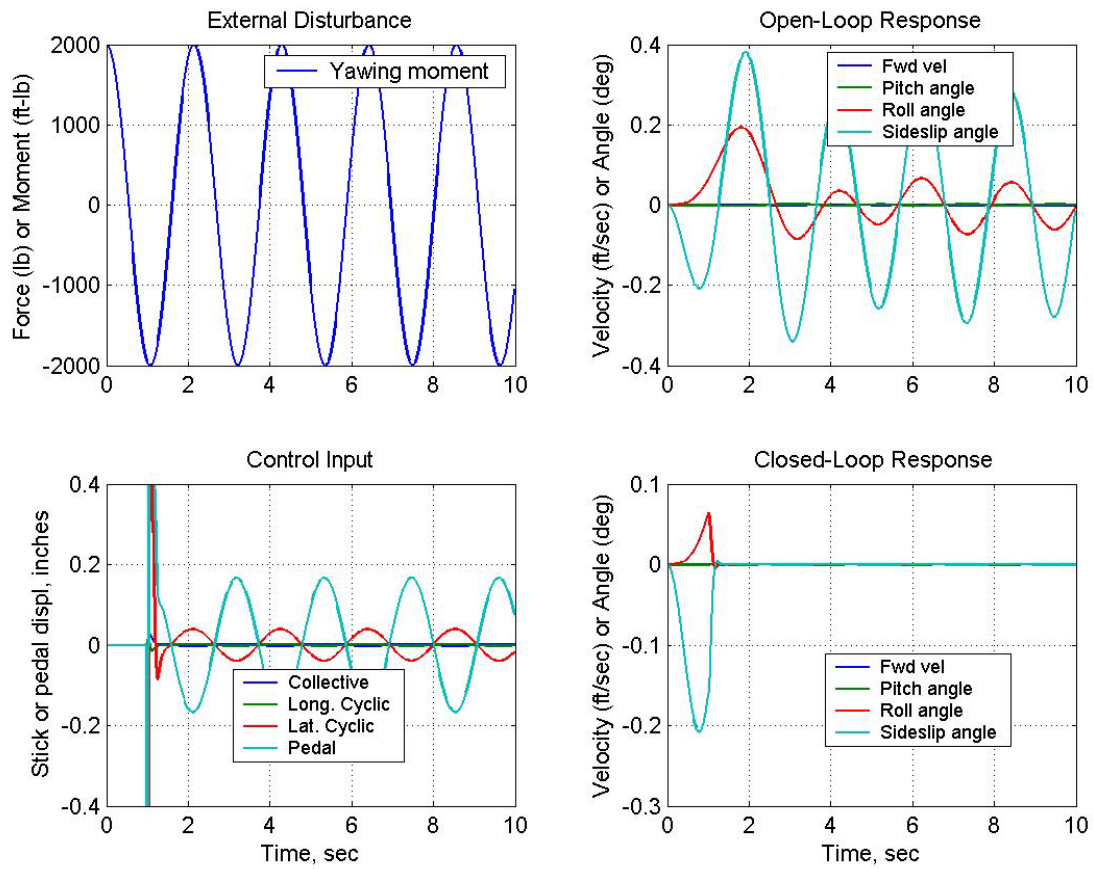 External Disturbance
Force (lb) or Moment (ft-lb)
2000
1000
0
-1000
-2000
Yawing moment
0 2 4 6 8 10
Open-Loop Response
Velocity (ft/sec) or Angle (deg)
0.4
0.2
0
-0.2
-0.4
Fwd vel
Pitch angle
Roll angle
Sideslip angle
0 2 4 6 8 10
Control Input
Stick or pedal displ, inches
0.4
0.2
0
-0.2
-0.4
Collective
Long. Cyclic
Lat. Cyclic
Pedal
0 2 4 6 8 10
Time, sec
Closed-Loop Response
Velocity (ft/sec) or Angle (deg)
0.1
0
-0.1
-0.2
-0.3
Fwd vel
Pitch angle
Roll angle
Sideslip angle
0 2 4 6 8 10
Time, sec